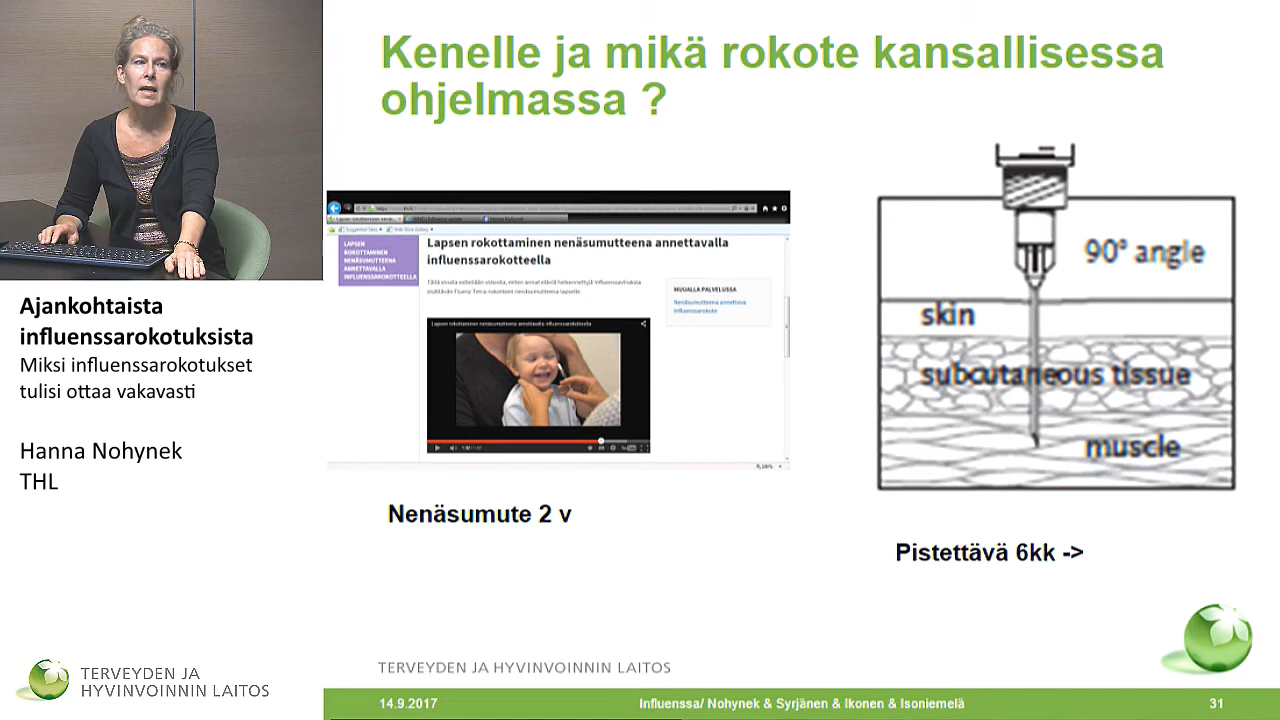 Kenelle ja mikä rokote kansallisessa
ohjelmassa ?
LAPSEN
ROKOTTAMINEN
NENÄSUMUTTEENA
ANNETTAVALLA
INFLUENSSAROKOTTEELLA
Lapsen rokottaminen nenäsumutteena annettavalla
influenssarokotteella
MUUALLA PALVELUSSA
Nenäsumutteena annettava
influenssarokote
Lapsen rokottaminen nenäsumutteena annettavalla influenssarokotteella
90° angle
skin
subcutaneous tissue
muscle
Nenäsumute 2 v
Pistettävä 6kk ->
Ajankohtaista
influenssarokotuksista
Miksi influenssarokotukset
tulisi ottaa vakavasti
Hanna Nohynek
THL
TERVEYDEN JA
HYVINVOINNIN LAITOS
TERVEYDEN JA HYVINVOINNIN LAITOS
14.9.2017
Influenssa/ Nohynek & Syrjänen & Ikonen & Isoniemelä
31